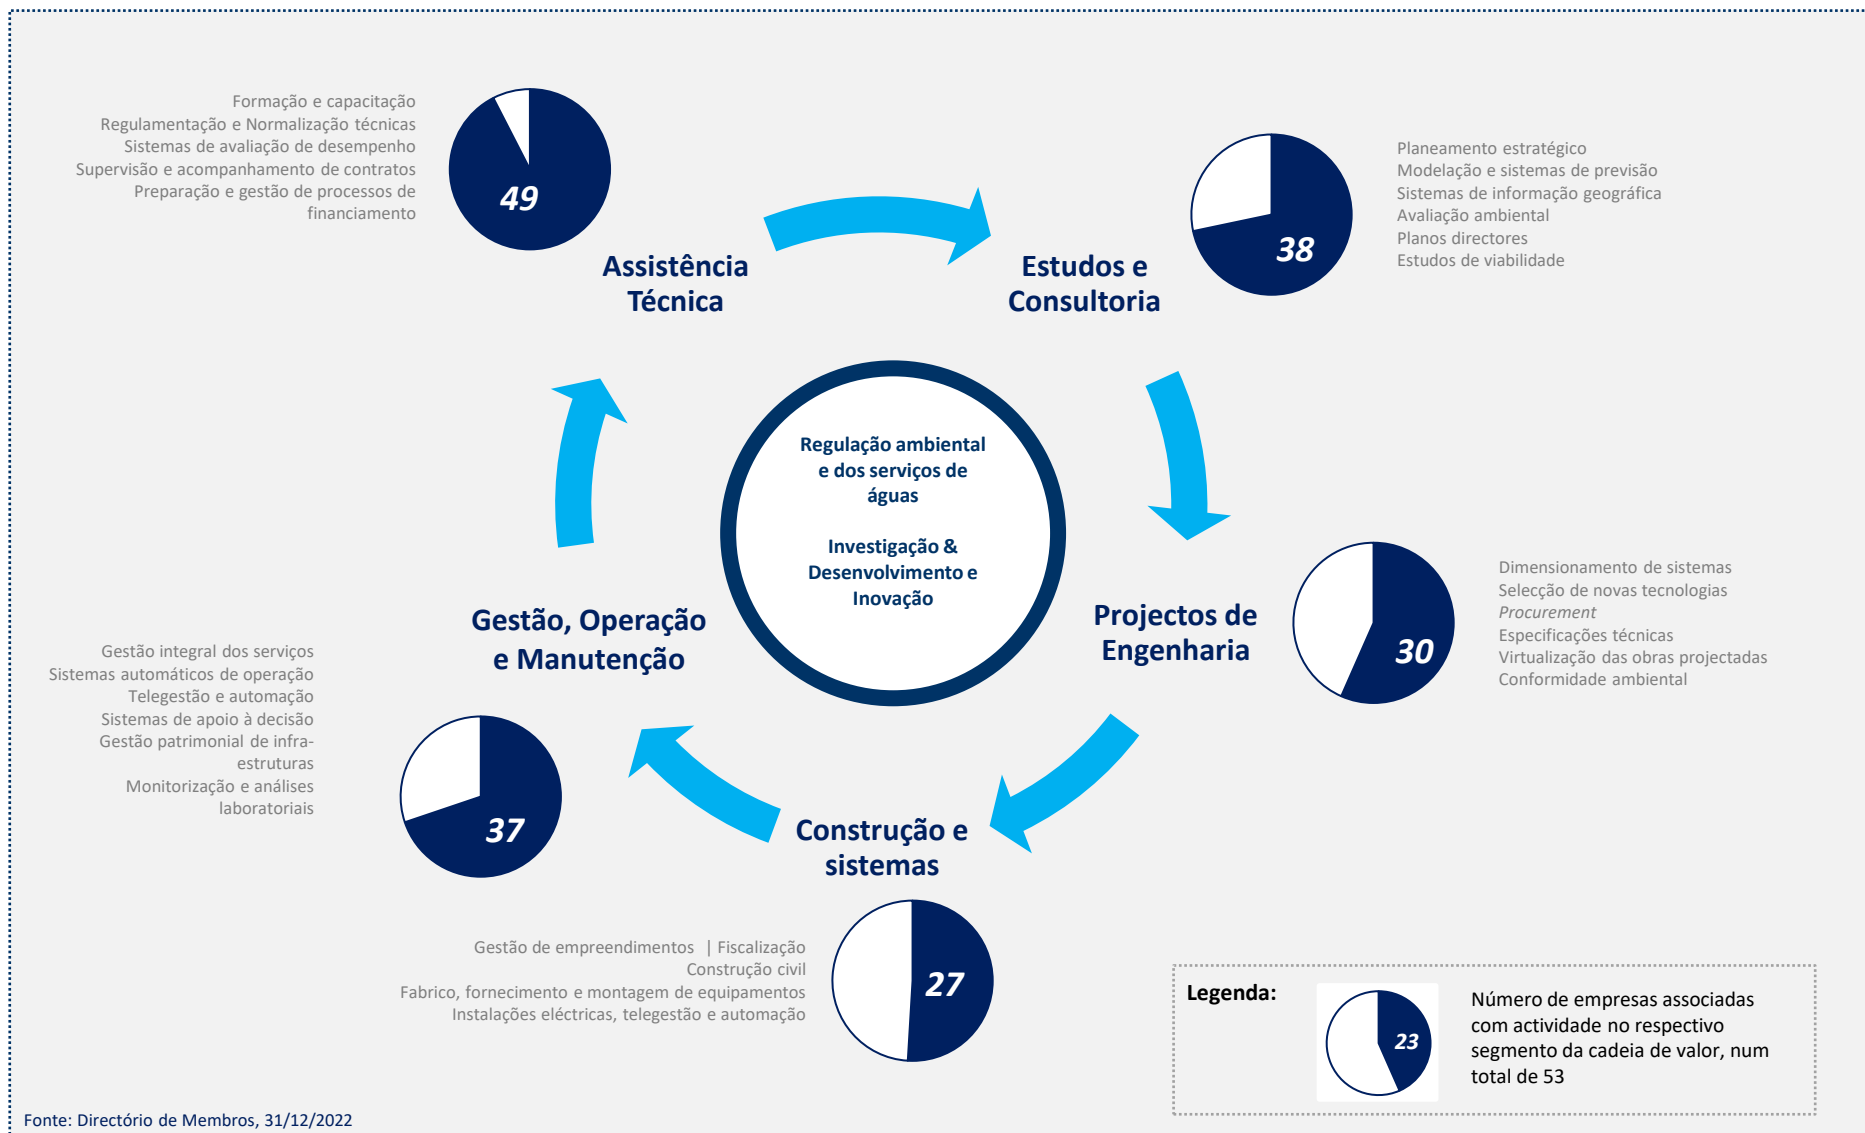 Formação e capacitação
Regulamentação e Normalização técnicas
Sistemas de avaliação de desempenho
Supervisão e acompanhamento de contratos
Preparação e gestão de processos de
financiamento
49
Assistência
Técnica
Estudos e
Consultoria
38
Planeamento estratégico
Modelação e sistemas de previsão
Sistemas de informação geográfica
Avaliação ambiental
Planos directores
Estudos de viabilidade
Regulação ambiental
e dos serviços de
águas
Investigação &
Desenvolvimento e
Inovação
Projectos de
Engenharia
30
Dimensionamento de sistemas
Selecção de novas tecnologias
Procurement
Especificações técnicas
Virtualização das obras projectadas
Conformidade ambiental
Gestão, Operação
e Manutenção
Gestão integral dos serviços
Sistemas automáticos de operação
Telegestão e automação
Sistemas de apoio à decisão
Gestão patrimonial de infra-
estruturas
Monitorização e análises
laboratoriais
37
Construção e
sistemas
Gestão de empreendimentos | Fiscalização
Construção civil
Fabrico, fornecimento e montagem de equipamentos
Instalações eléctricas, telegestão e automação
27
Legenda:
23
Número de empresas associadas
com actividade no respectivo
segmento da cadeia de valor, num
total de 53
Fonte: Directório de Membros, 31/12/2022